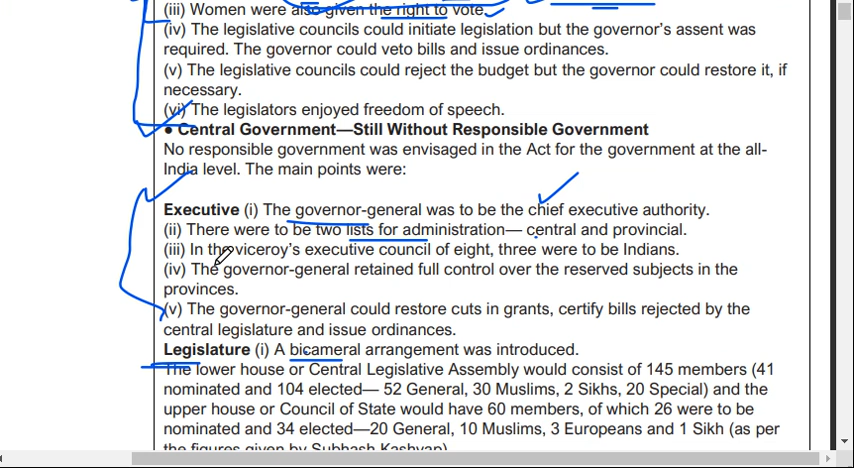 (iii) Women were also given the right to vote.
(iv) The legislative councils could initiate legislation but the governor's assent was
required. The governor could veto bills and issue ordinances.
(v) The legislative councils could reject the budget but the governor could restore it, if
necessary.
(vi) The legislators enjoyed freedom of speech.
● Central Government—Still Without Responsible Government
No responsible government was envisaged in the Act for the government at the all-
India level. The main points were:
Executive (i) The governor-general was to be the chief executive authority.
(ii) There were to be two lists for administration— central and provincial.
(iii) In the viceroy's executive council of eight, three were to be Indians.
(iv) The governor-general retained full control over the reserved subjects in the
provinces.
(v) The governor-general could restore cuts in grants, certify bills rejected by the
central legislature and issue ordinances.
Legislature (i) A bicameral arrangement was introduced.
The lower house or Central Legislative Assembly would consist of 145 members (41
nominated and 104 elected— 52 General, 30 Muslims, 2 Sikhs, 20 Special) and the
upper house or Council of State would have 60 members, of which 26 were to be
nominated and 34 elected—20 General, 10 Muslims, 3 Europeans and 1 Sikh (as per
the figures given by Subhash Kashyap)